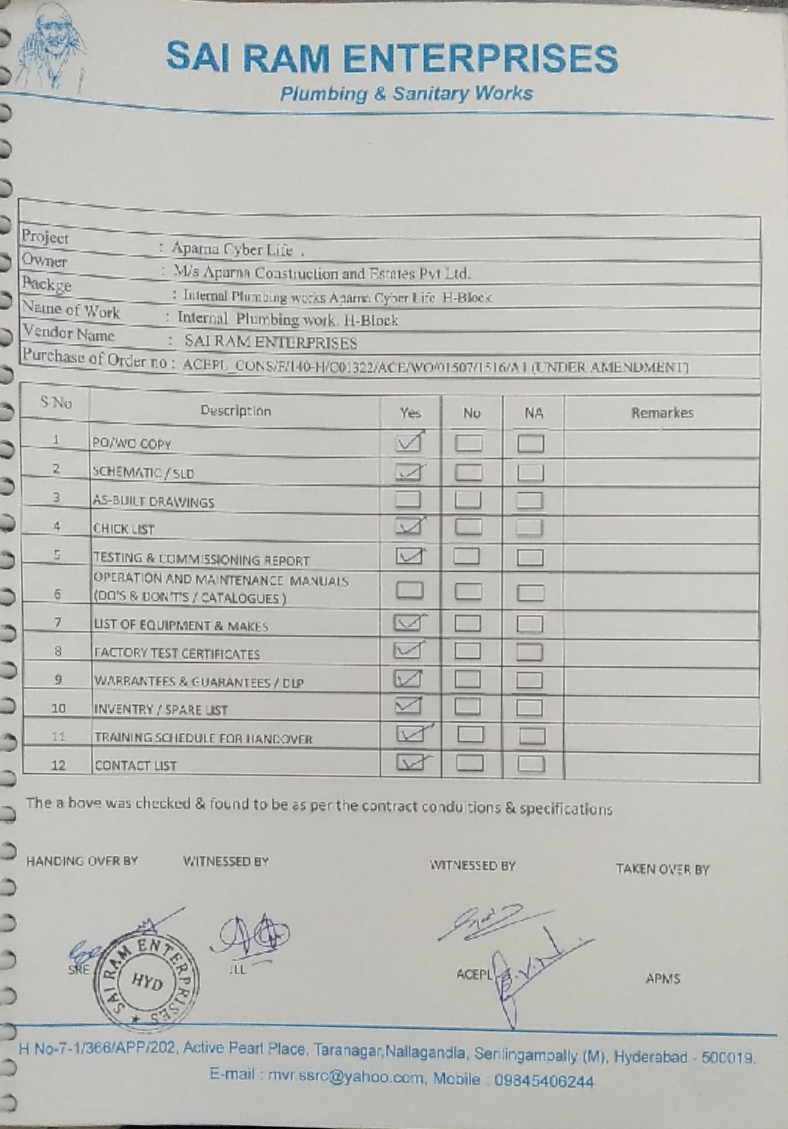 SAI RAM ENTERPRISES
Plumbing & Sanitary Works
Project : Aparna Cyber Life .
Owner : M/s Aparna Construction and Estates Pvt Ltd.
Packge : Internal Plumbing works Aparna Cyber Life H-Block
Name of Work : Internal Plumbing work. H-Block
Vendor Name : SAI RAM ENTERPRISES
Purchase of Order no : ACEPL_CONS/F/140-H/C01322/ACE/WO/01507/1516/A1 (UNDER AMENDMENT)
S No Description Yes No NA Remarkes
1 PO/WO COPY
2 SCHEMATIC / SLD
3 AS-BUILT DRAWINGS
4 CHICK LIST
5 TESTING & COMMISSIONING REPORT
6 OPERATION AND MAINTENANCE MANUALS
(DO'S & DON'T'S / CATALOGUES )
7 LIST OF EQUIPMENT & MAKES
8 FACTORY TEST CERTIFICATES
9 WARRANTEES & GUARANTEES / DLP
10 INVENTRY / SPARE LIST
11 TRAINING SCHEDULE FOR HANDOVER
12 CONTACT LIST
The a bove was checked & found to be as per the contract conduitions & specifications
HANDING OVER BY WITNESSED BY WITNESSED BY TAKEN OVER BY
SRE JLL ACEPL APMS
SAI RAM ENTERPRISES
HYD
H No-7-1/366/APP/202, Active Pearl Place, Taranagar,Nallagandla, Serilingampally (M), Hyderabad - 500019.
E-mail : mvr.ssrc@yahoo.com, Mobile : 09845406244